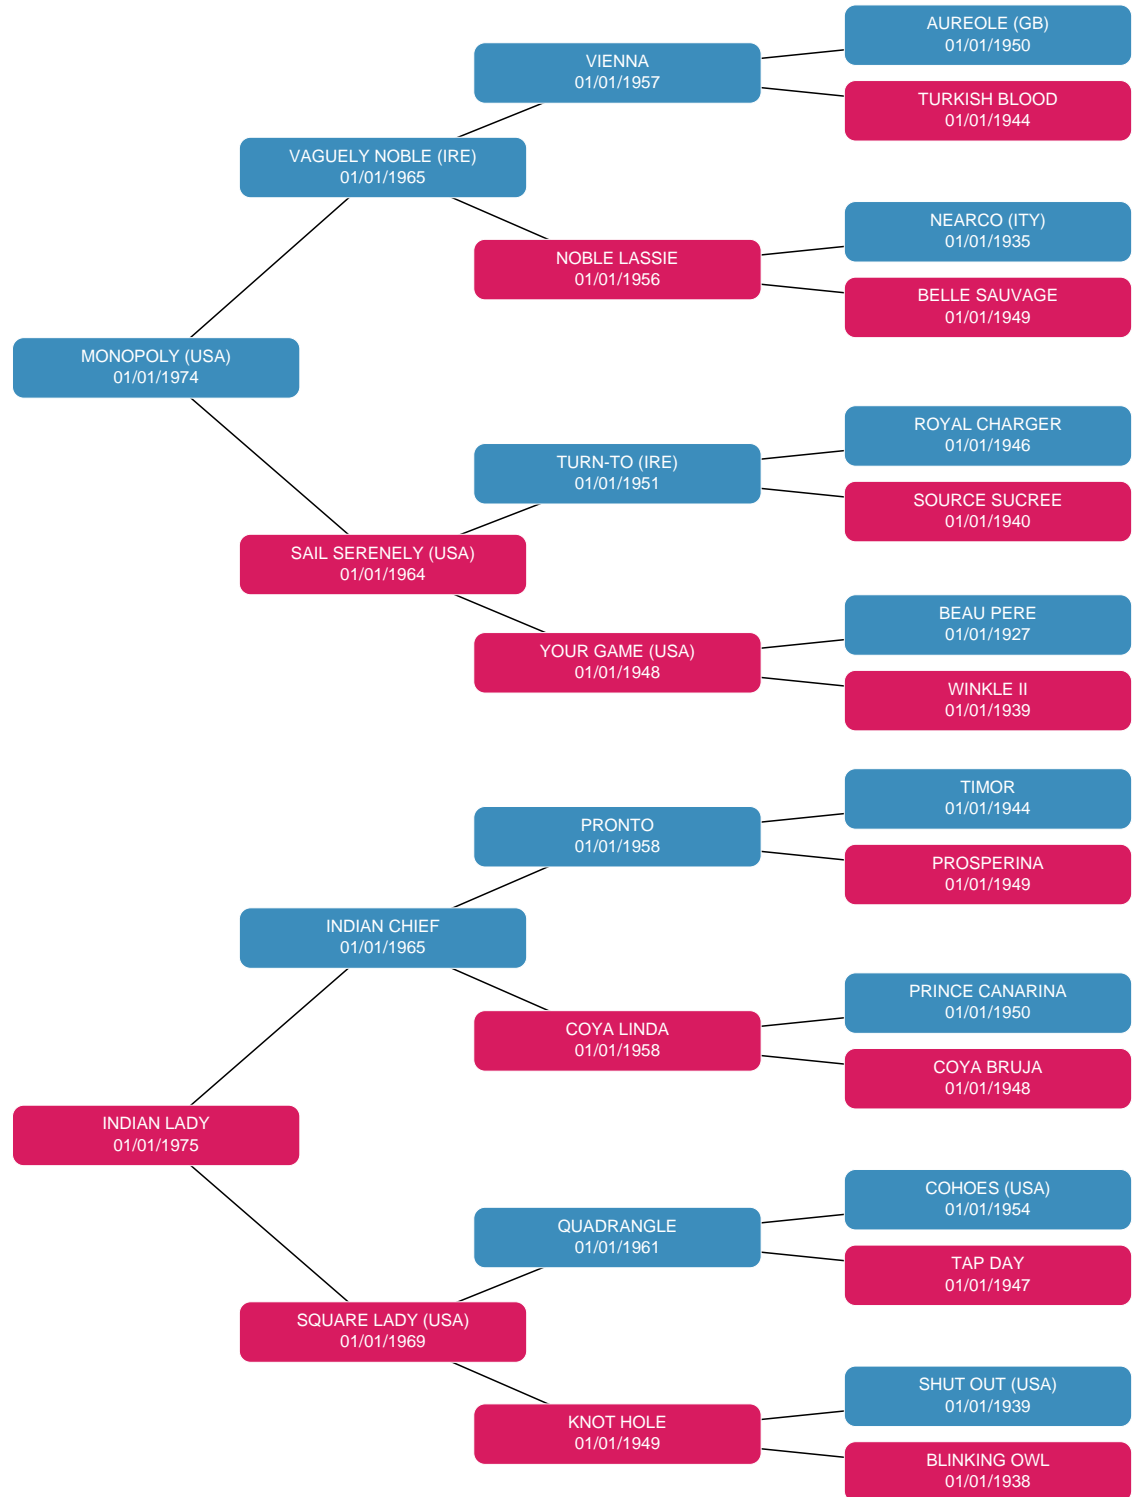 AUREOLE (GB)
01/01/1950
VIENNA
01/01/1957
TURKISH BLOOD
01/01/1944
VAGUELY NOBLE (IRE)
01/01/1965
NEARCO (ITY)
01/01/1935
NOBLE LASSIE
01/01/1956
BELLE SAUVAGE
01/01/1949
MONOPOLY (USA)
01/01/1974
ROYAL CHARGER
01/01/1946
TURN-TO (IRE)
01/01/1951
SOURCE SUCREE
01/01/1940
SAIL SERENELY (USA)
01/01/1964
BEAU PERE
01/01/1927
YOUR GAME (USA)
01/01/1948
WINKLE II
01/01/1939
TIMOR
01/01/1944
PRONTO
01/01/1958
PROSPERINA
01/01/1949
INDIAN CHIEF
01/01/1965
PRINCE CANARINA
01/01/1950
COYA LINDA
01/01/1958
COYA BRUJA
01/01/1948
INDIAN LADY
01/01/1975
COHOES (USA)
01/01/1954
QUADRANGLE
01/01/1961
TAP DAY
01/01/1947
SQUARE LADY (USA)
01/01/1969
SHUT OUT (USA)
01/01/1939
KNOT HOLE
01/01/1949
BLINKING OWL
01/01/1938